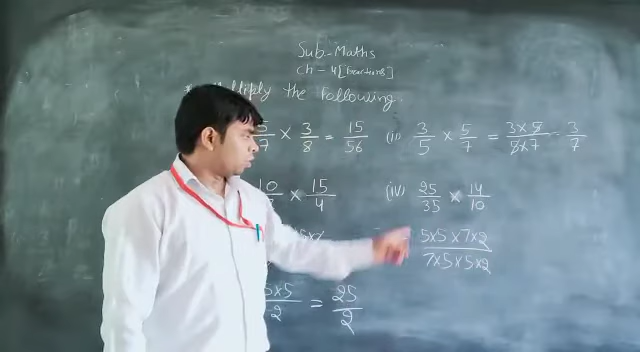 Sub-Maths
Ch-4[Fractions]
* Multiply the following.
5/7 × 3/8 = 15/56 (ii) 3/5 × 5/7 = 3×5/5×7 = 3/7
10 × 15/4 (iv) 25/35 × 14/10
= 5×5×7×2/7×5×5×2
5×5/2 = 25/2